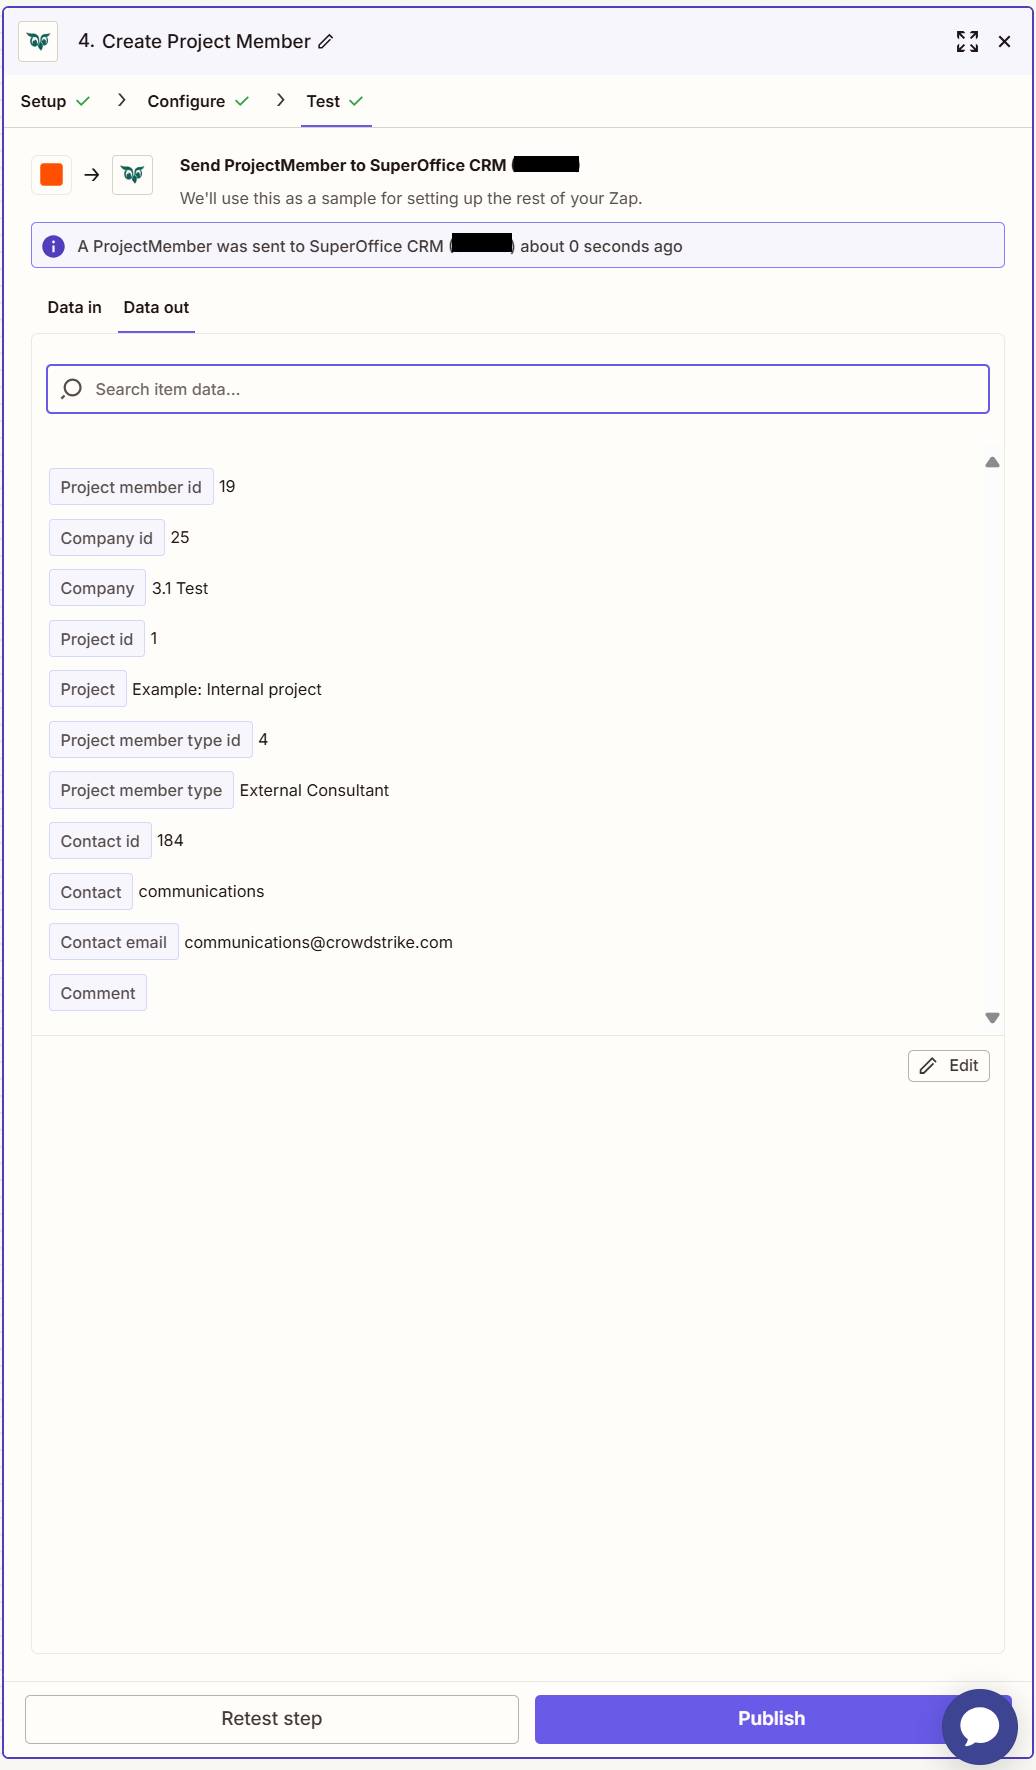 4. Create Project Member
Setup
Configure
Test
Send ProjectMember to SuperOffice CRM (
We'll use this as a sample for setting up the rest of your Zap.
A ProjectMember was sent to SuperOffice CRM ( ) about 0 seconds ago
Data in Data out
Search item data...
Project member id 19
Company id 25
Company 3.1 Test
Project id 1
Project Example: Internal project
Project member type id 4
Project member type External Consultant
Contact id 184
Contact communications
Contact email communications@crowdstrike.com
Comment
Edit
Retest step
Publish